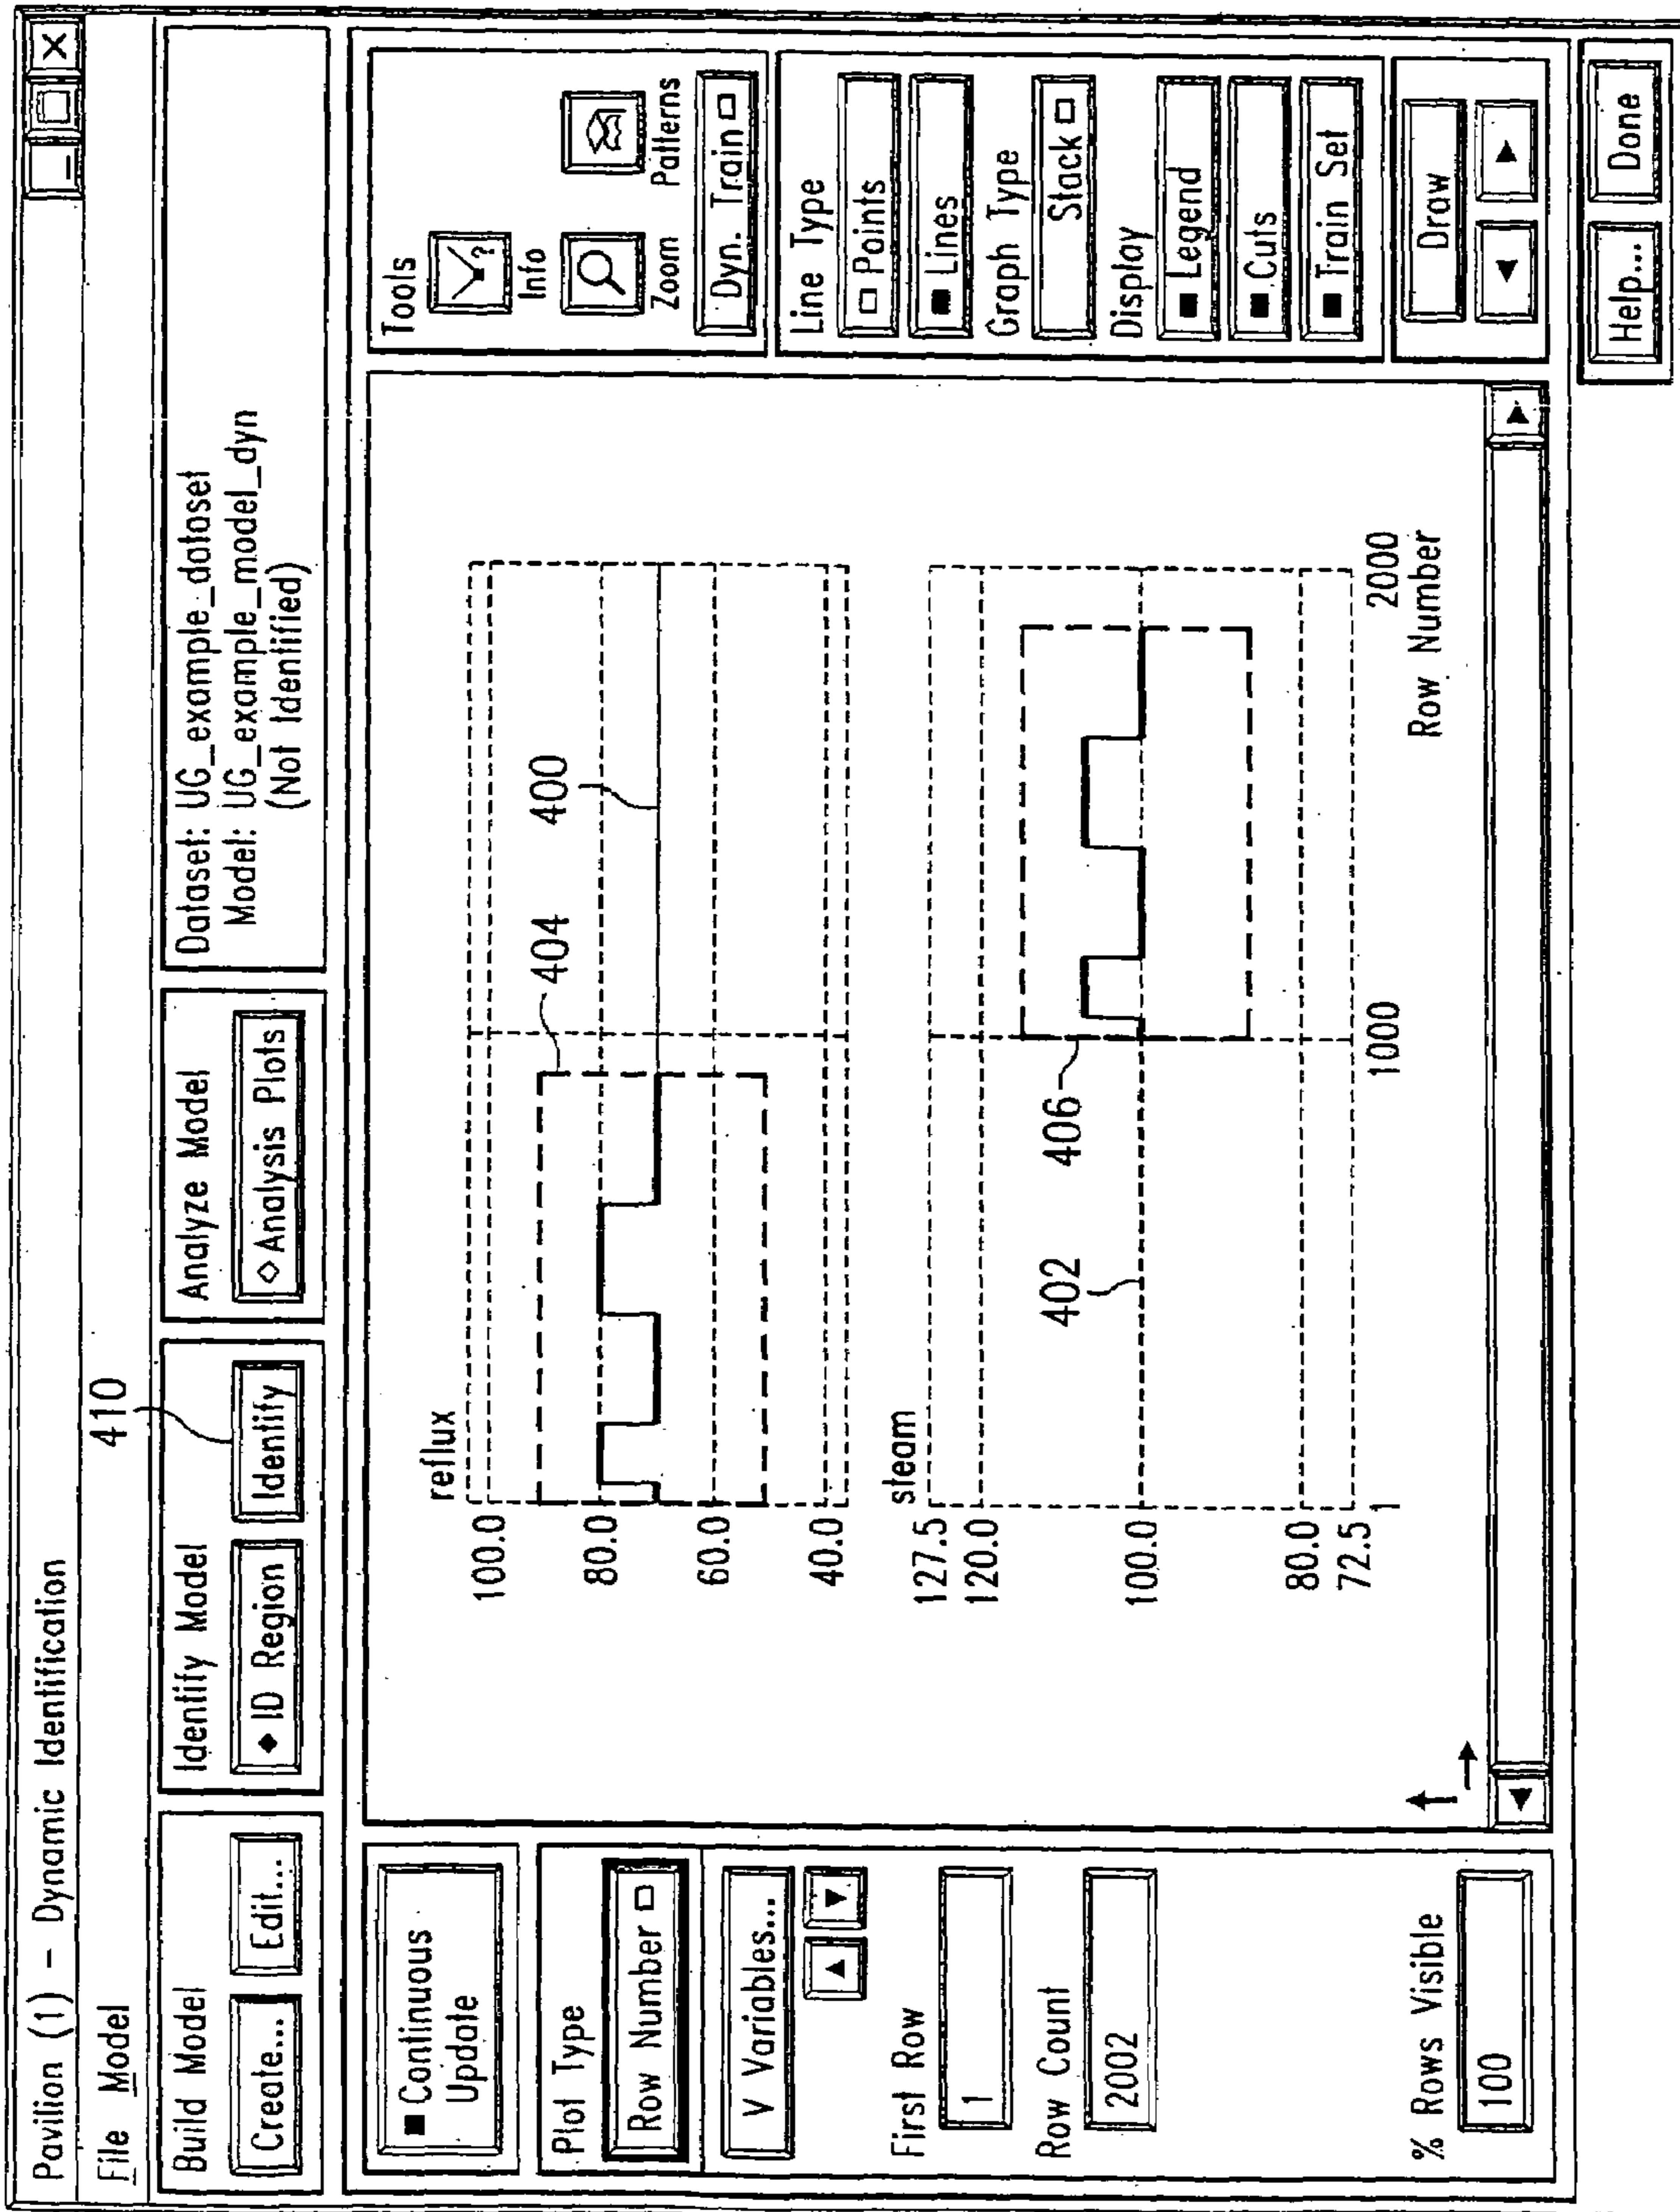 Pavilion (1) – Dynamic Identification
File Model
410
Build Model
Create... Edit...
Identify Model
ID Region Identify
Analyze Model
Analysis Plots
Dataset: UG_example_dataset
Model: UG_example_model_dyn
(Not Identified)
Continuous
Update
Plot Type
Row Number
V Variables...
First Row
1
Row Count
2002
% Rows Visible
100
reflux
100.0
80.0
60.0
40.0
404
400
steam
127.5
120.0
100.0
80.0
72.5
402
406
1
1000
2000
Row Number
Tools
?
Info
Zoom
Patterns
Dyn. Train
Line Type
Points
Lines
Graph Type
Stack
Display
Legend
Cuts
Train Set
Draw
Help... Done